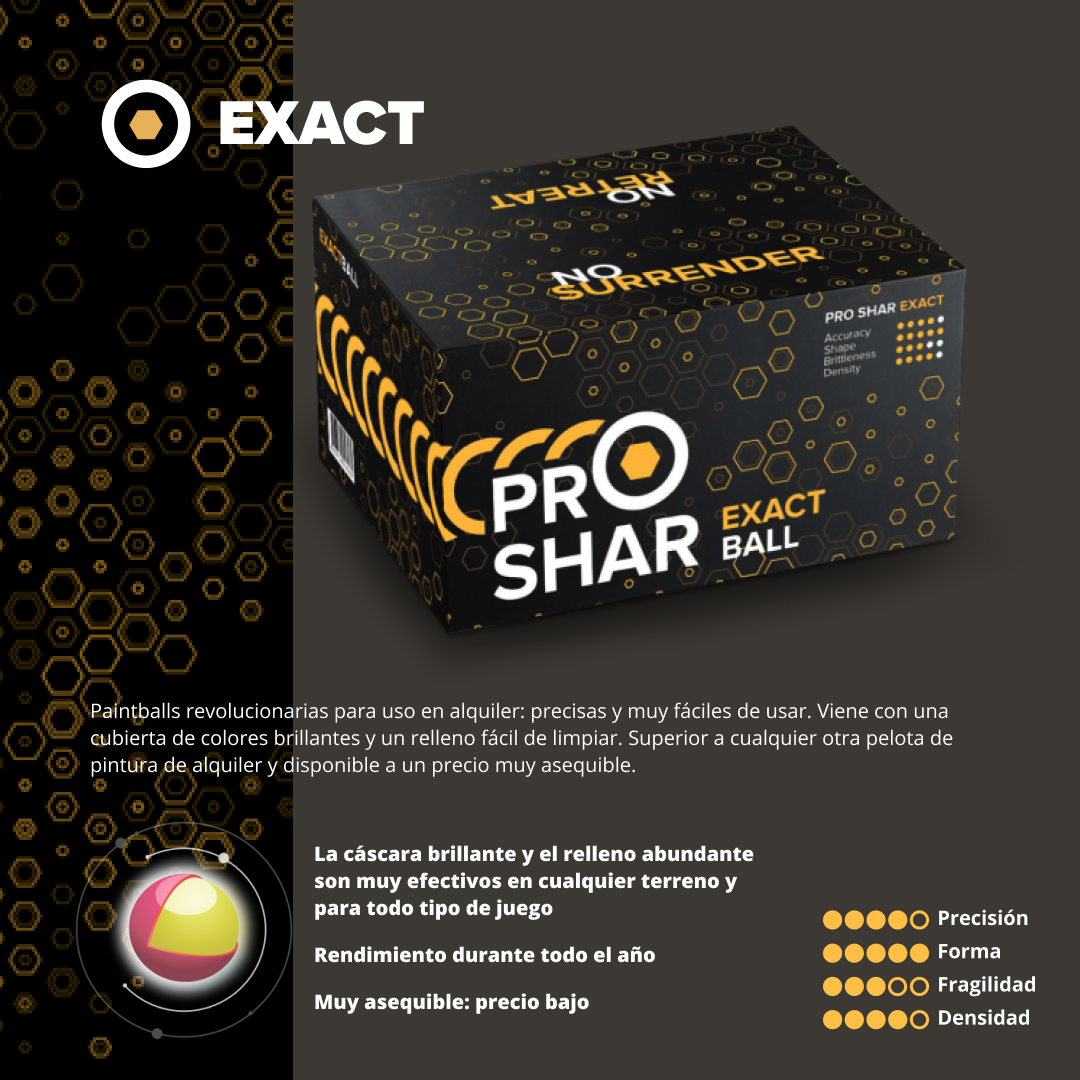 EXACT
NO
RETREAT
NO
SURRENDER
EXACTBALL
PRO SHAR EXACT
Accuracy
Shape
Brittleness
Density
PRO
SHAR
EXACT
BALL
Paintballs revolucionarias para uso en alquiler: precisas y muy fáciles de usar. Viene con una
cubierta de colores brillantes y un relleno fácil de limpiar. Superior a cualquier otra pelota de
pintura de alquiler y disponible a un precio muy asequible.
La cáscara brillante y el relleno abundante
son muy efectivos en cualquier terreno y
para todo tipo de juego
Rendimiento durante todo el año
Muy asequible: precio bajo
Precisión
Forma
Fragilidad
Densidad